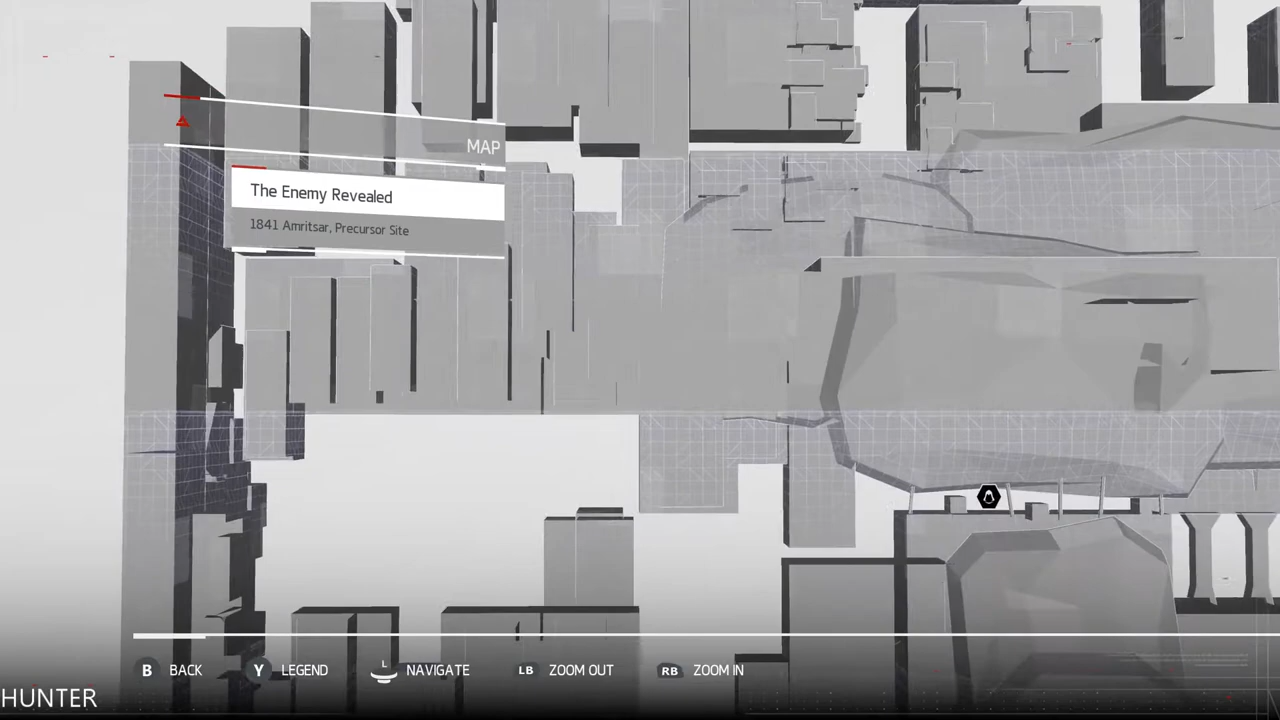 MAP
The Enemy Revealed
1841 Amritsar, Precursor Site
B BACK Y LEGEND L NAVIGATE LB ZOOM OUT RB ZOOM IN
HUNTER